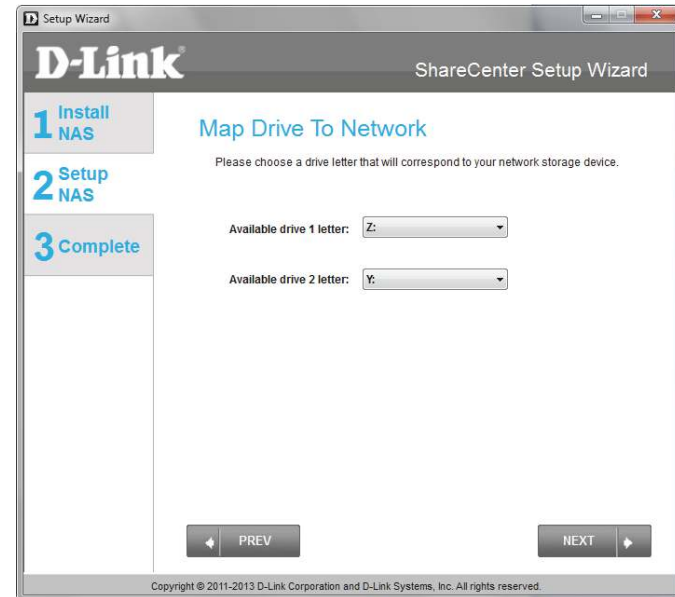 Setup Wizard
D-Link
ShareCenter Setup Wizard
1 Install NAS
2 Setup NAS
3 Complete
Map Drive To Network
Please choose a drive letter that will correspond to your network storage device.
Available drive 1 letter: Z:
Available drive 2 letter: Y:
PREV
NEXT
Copyright © 2011-2013 D-Link Corporation and D-Link Systems, Inc. All rights reserved.